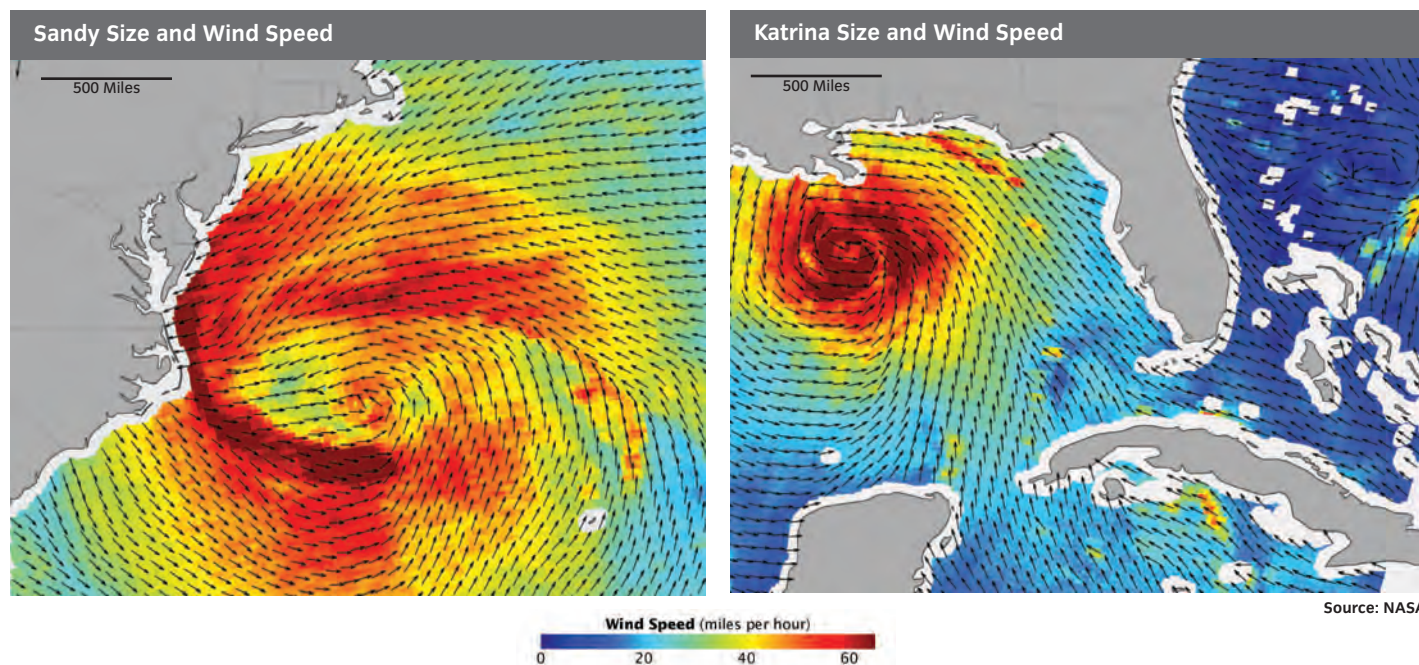 Sandy Size and Wind Speed
500 Miles
Katrina Size and Wind Speed
500 Miles
Source: NASA
Wind Speed (miles per hour)
0 20 40 60